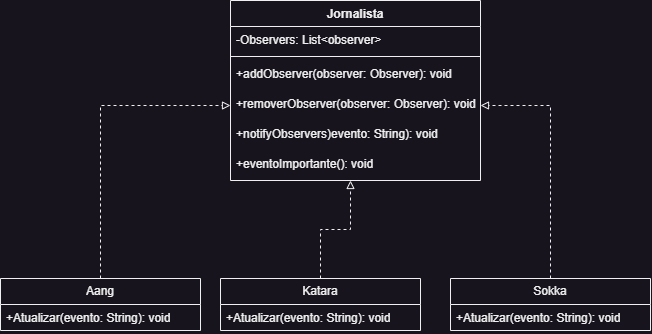 Jornalista
-Observers: List<observer>
+addObserver(observer: Observer): void
+removerObserver(observer: Observer): void
+notifyObservers)evento: String): void
+eventoImportante(): void
Aang
+Atualizar(evento: String): void
Katara
+Atualizar(evento: String): void
Sokka
+Atualizar(evento: String): void